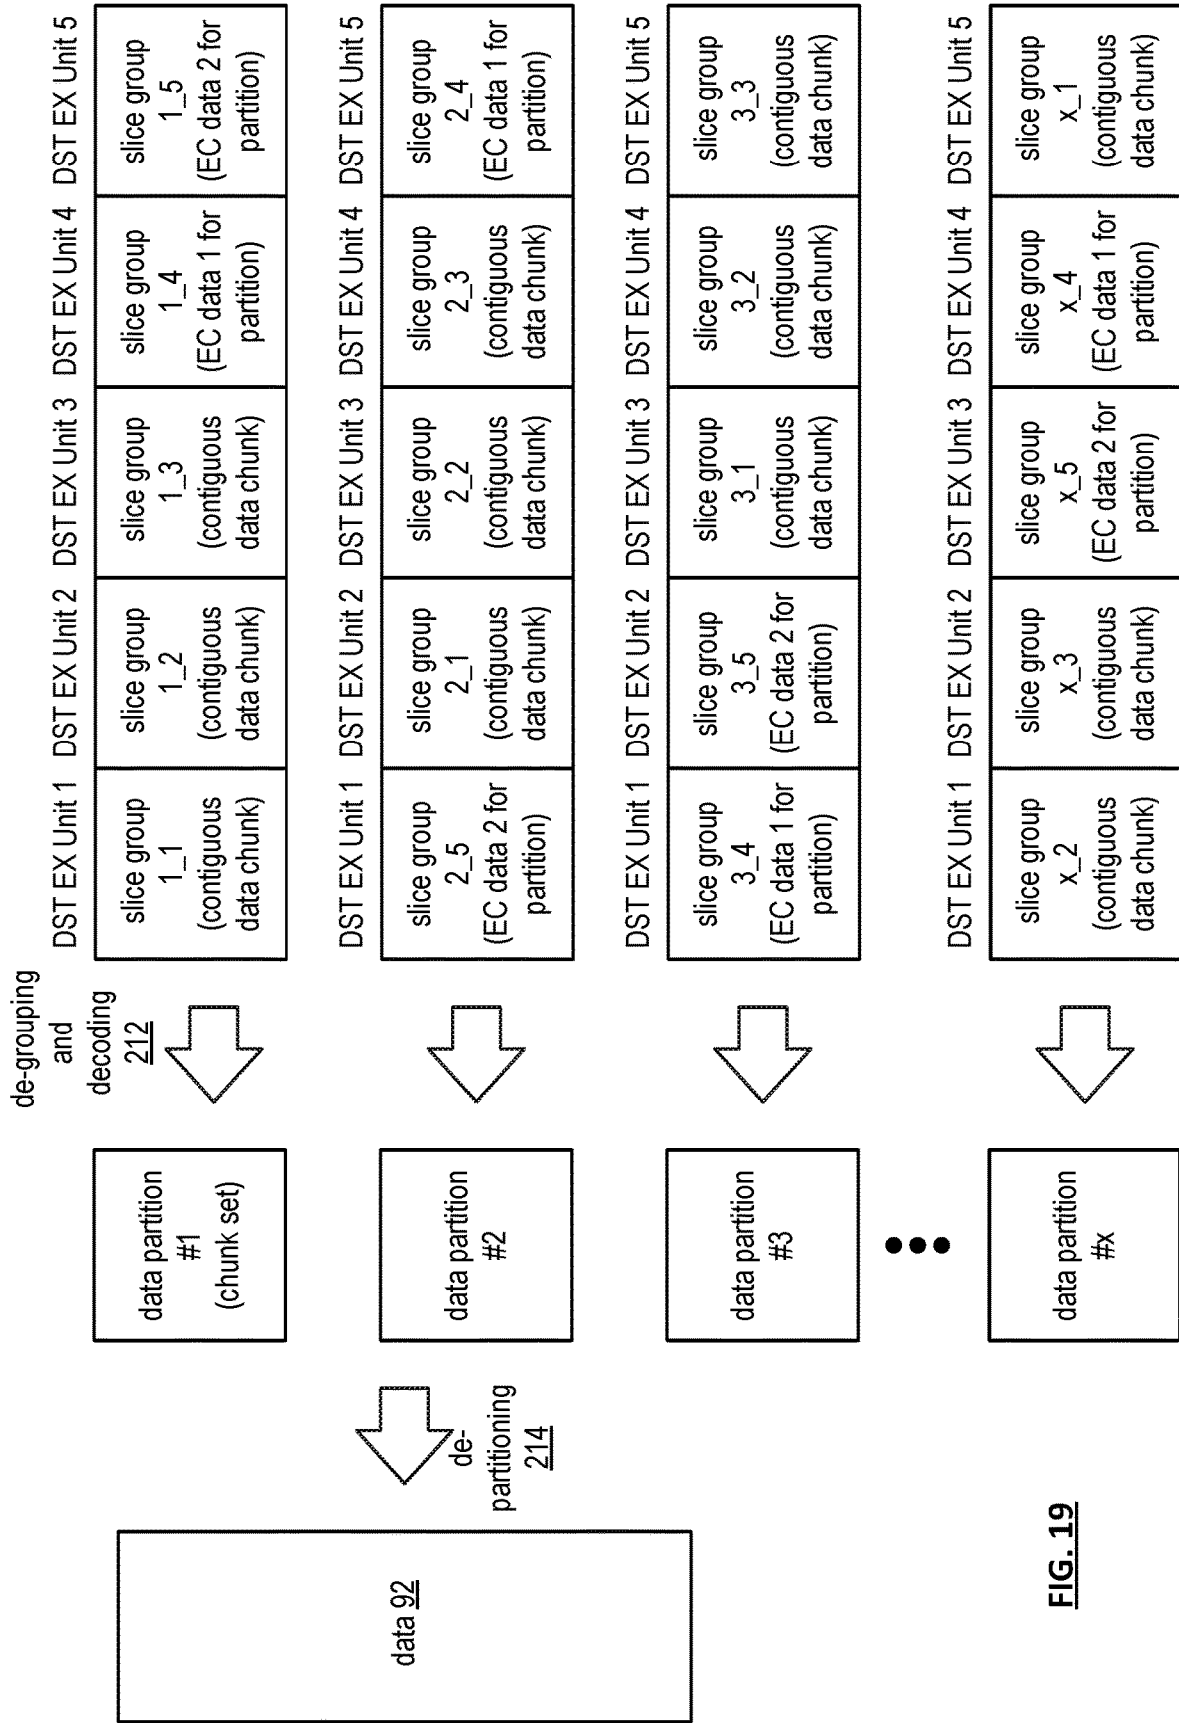 de-grouping
and
decoding
212
DST EX Unit 1 DST EX Unit 2 DST EX Unit 3 DST EX Unit 4 DST EX Unit 5
data 92
de-
partitioning
214
data partition
#1
(chunk set)
slice group
1_1
(contiguous
data chunk)
slice group
1_2
(contiguous
data chunk)
slice group
1_3
(contiguous
data chunk)
slice group
1_4
(EC data 1 for
partition)
slice group
1_5
(EC data 2 for
partition)
DST EX Unit 1 DST EX Unit 2 DST EX Unit 3 DST EX Unit 4 DST EX Unit 5
data partition
#2
slice group
2_5
(EC data 2 for
partition)
slice group
2_1
(contiguous
data chunk)
slice group
2_2
(contiguous
data chunk)
slice group
2_3
(contiguous
data chunk)
slice group
2_4
(EC data 1 for
partition)
DST EX Unit 1 DST EX Unit 2 DST EX Unit 3 DST EX Unit 4 DST EX Unit 5
data partition
#3
slice group
3_4
(EC data 1 for
partition)
slice group
3_5
(EC data 2 for
partition)
slice group
3_1
(contiguous
data chunk)
slice group
3_2
(contiguous
data chunk)
slice group
3_3
(contiguous
data chunk)
DST EX Unit 1 DST EX Unit 2 DST EX Unit 3 DST EX Unit 4 DST EX Unit 5
data partition
#x
slice group
x_2
(contiguous
data chunk)
slice group
x_3
(contiguous
data chunk)
slice group
x_5
(EC data 2 for
partition)
slice group
x_4
(EC data 1 for
partition)
slice group
x_1
(contiguous
data chunk)
FIG. 19